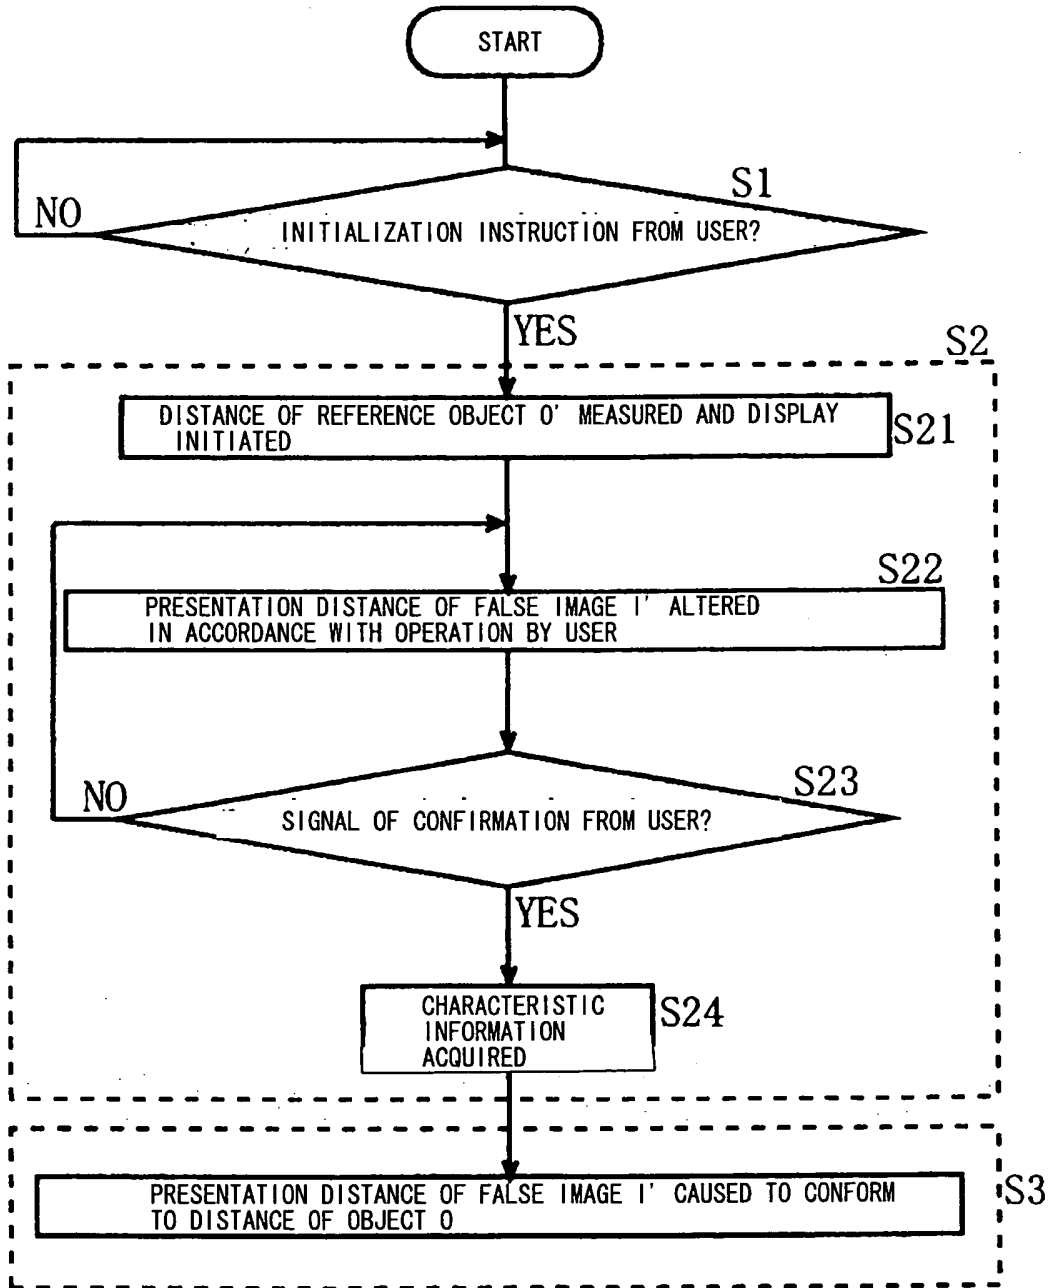 START
S1
NO
INITIALIZATION INSTRUCTION FROM USER?
YES
S2
DISTANCE OF REFERENCE OBJECT O' MEASURED AND DISPLAY
INITIATED
S21
S22
PRESENTATION DISTANCE OF FALSE IMAGE I' ALTERED
IN ACCORDANCE WITH OPERATION BY USER
S23
NO
SIGNAL OF CONFIRMATION FROM USER?
YES
CHARACTERISTIC
INFORMATION
ACQUIRED
S24
PRESENTATION DISTANCE OF FALSE IMAGE I' CAUSED TO CONFORM
TO DISTANCE OF OBJECT O
S3